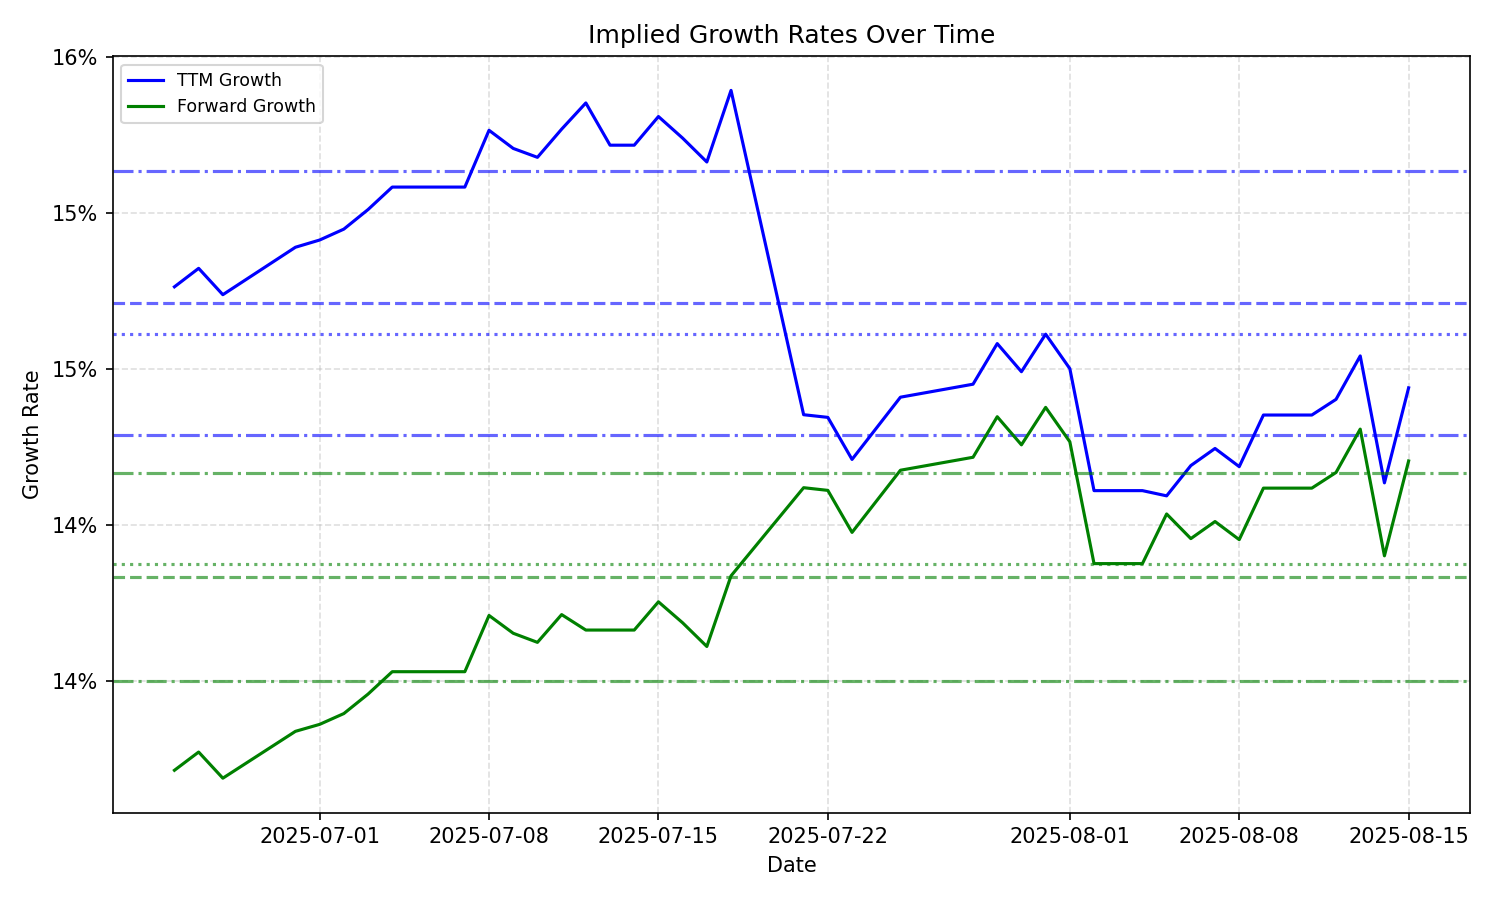 Implied Growth Rates Over Time
16%
15%
15%
14%
14%
Growth Rate
TTM Growth
Forward Growth
2025-07-01
2025-07-08
2025-07-15
2025-07-22
2025-08-01
2025-08-08
2025-08-15
Date